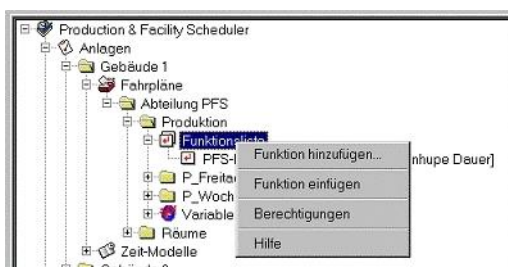 Production & Facility Scheduler
Anlagen
Gebäude 1
Fahrpläne
Abteilung PFS
Produktion
Funktionsliste
PFS- nhupe Dauer]
P_Freita
P_Woch
Variable
Räume
Zeit-Modelle
Funktion hinzufügen...
Funktion einfügen
Berechtigungen
Hilfe